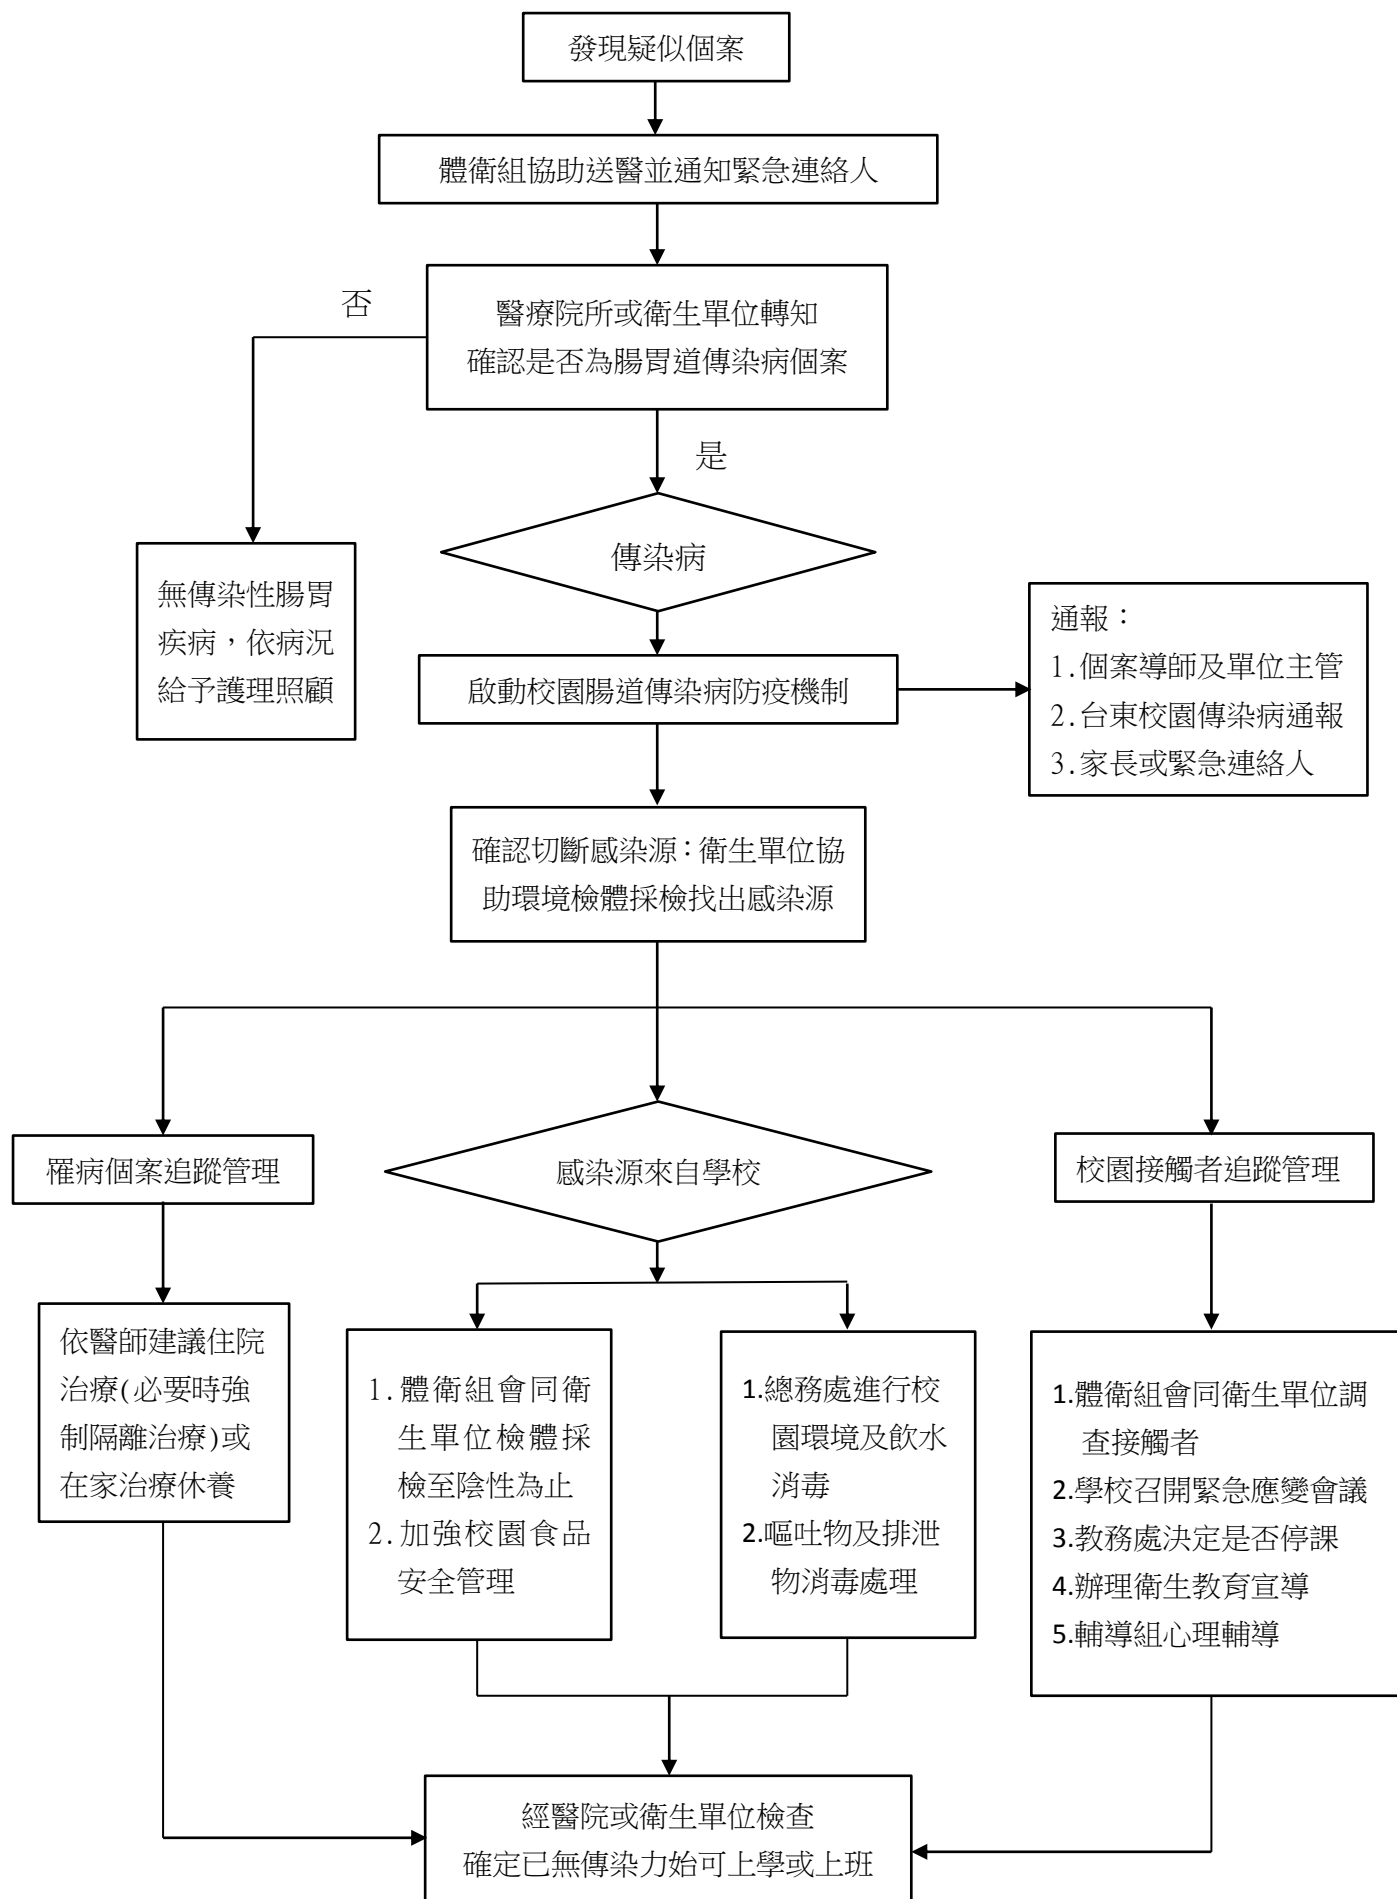 發現疑似個案
體衛組協助送醫並通知緊急連絡人
否
醫療院所或衛生單位轉知
確認是否為腸胃道傳染病個案
是
傳染病
無傳染性腸胃
疾病，依病況
給予護理照顧
啟動校園腸道傳染病防疫機制
通報：
1.個案導師及單位主管
2.台東校園傳染病通報
3.家長或緊急連絡人
確認切斷感染源：衛生單位協
助環境檢體採檢找出感染源
罹病個案追蹤管理
感染源來自學校
校園接觸者追蹤管理
依醫師建議住院
治療(必要時強
制隔離治療)或
在家治療休養
1.體衛組會同衛
生單位檢體採
檢至陰性為止
2.加強校園食品
安全管理
1.總務處進行校
園環境及飲水
消毒
2.嘔吐物及排泄
物消毒處理
1.體衛組會同衛生單位調
查接觸者
2.學校召開緊急應變會議
3.教務處決定是否停課
4.辦理衛生教育宣導
5.輔導組心理輔導
經醫院或衛生單位檢查
確定已無傳染力始可上學或上班